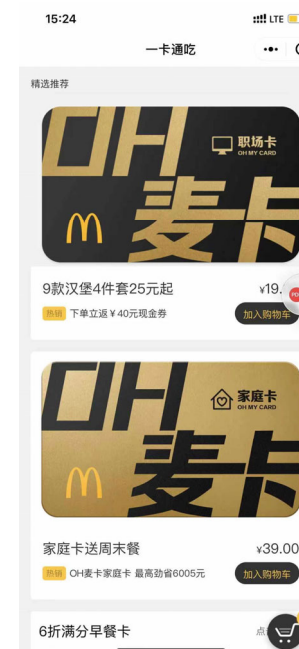 15:24
LTE
一卡通吃
精选推荐
OH
麦卡
职场卡
OH MY CARD
9款汉堡4件套25元起
¥19.
热销 下单立返¥40元现金券
加入购物车
OH
麦卡
家庭卡
OH MY CARD
家庭卡送周末餐
¥39.00
热销 OH麦卡家庭卡 最高劲省6005元
加入购物车
6折满分早餐卡
点